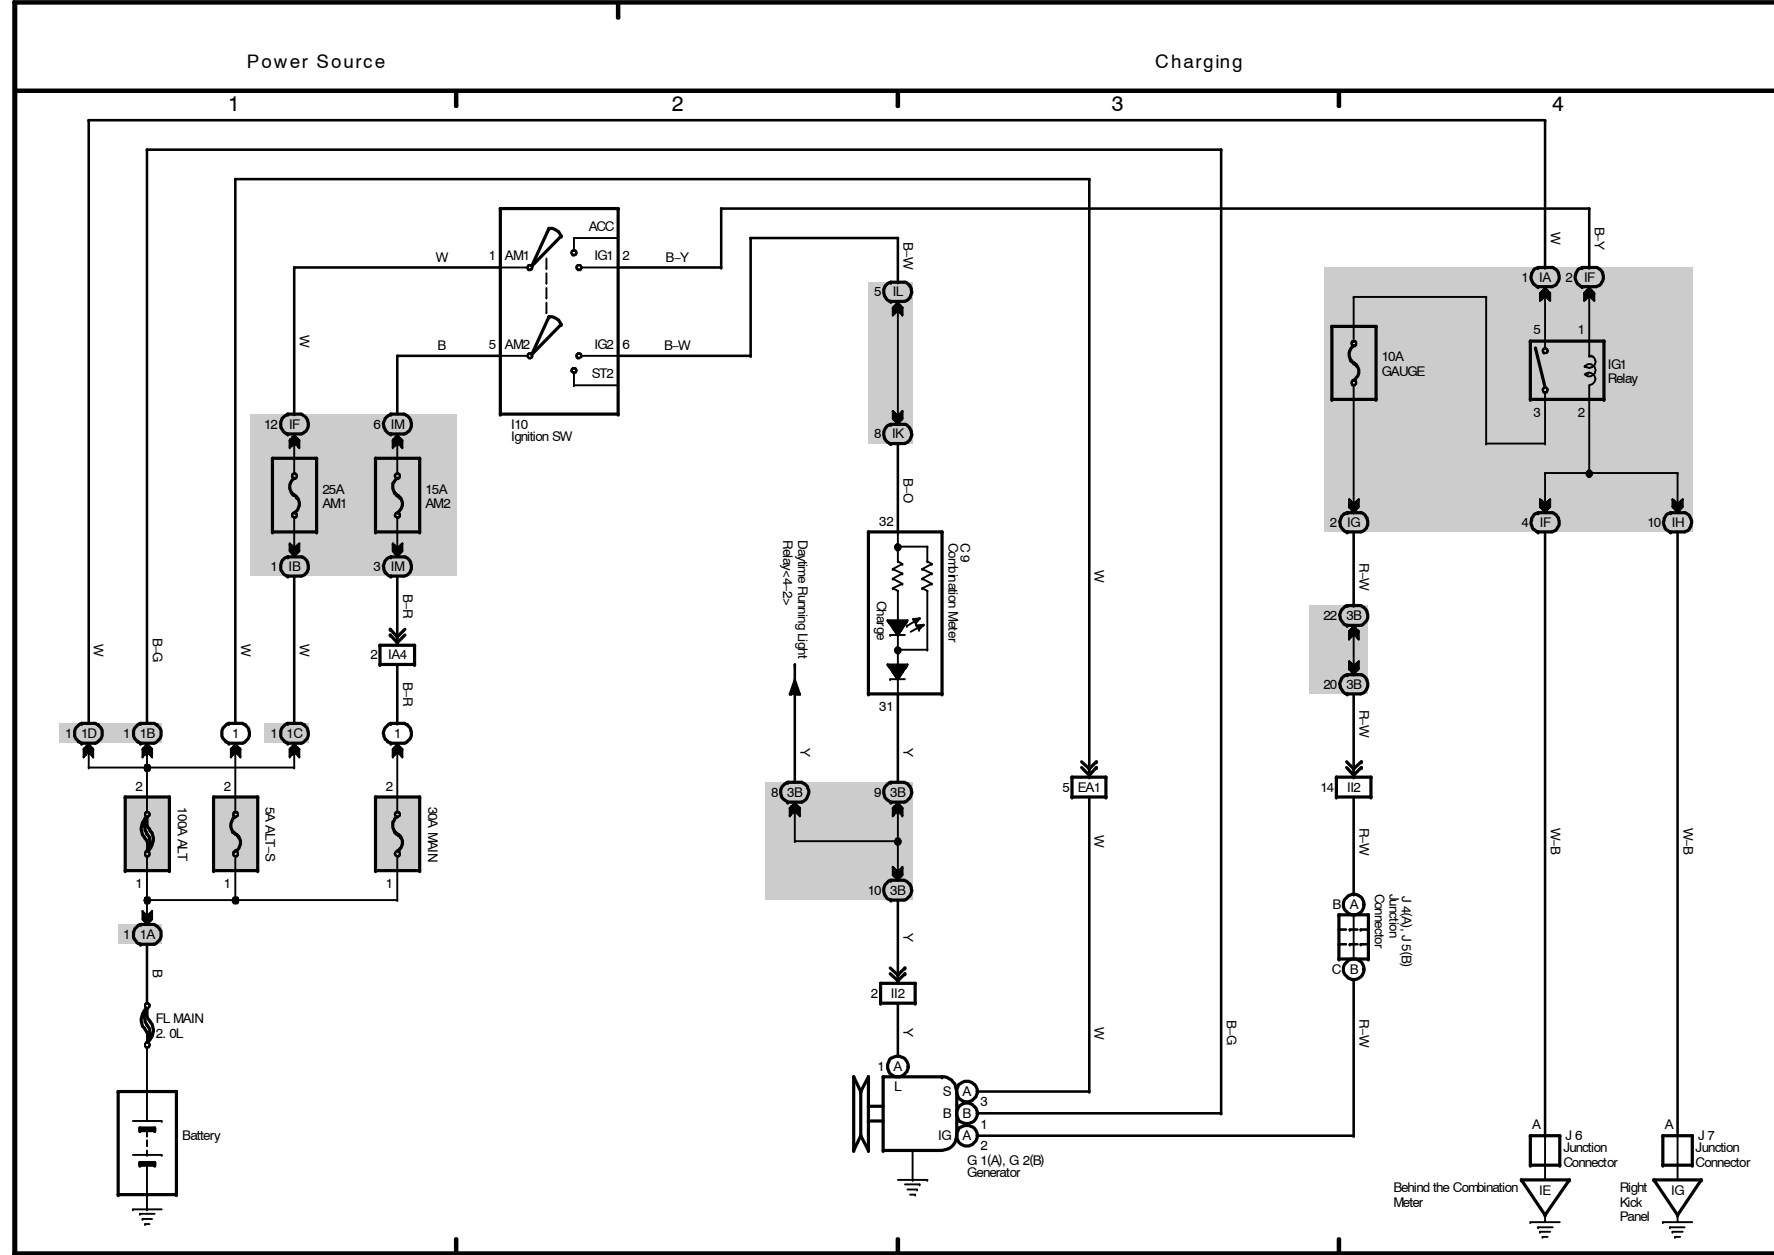 Power Source
Charging
1
2
3
4
ACC
1 AM1 IG1 2
5 AM2 IG2 6
ST2
W
B
B–Y
B–W
I10
Ignition SW
W
12 IF
6 IM
25A
AM1
15A
AM2
1 IB
3 IM
B–R
2 IA4
B–R
W
B–G
W
W
1 1D
1 1B
1
1 1C
1
2
2
2
100A ALT
5A ALT–S
30A MAIN
1
1
1
1 1A
B
FL MAIN
2. 0L
Battery
B–W
5 IL
8 IK
B–O
32
C 9
Combination Meter
Charge
31
Daytime Running Light
Relay<4–2>
Y
Y
8 3B
9 3B
10 3B
Y
2 II2
Y
1 A
L
S A
3
B B
1
IG A
2
G 1(A), G 2(B)
Generator
W
5 EA1
W
W
B–G
W
B–Y
1 IA
2 IF
5
1
10A
GAUGE
IG1
Relay
3
2
2 IG
4 IF
10 IH
R–W
22 3B
20 3B
R–W
14 II2
R–W
B A
J 4(A), J 5(B)
Junction
Connector
C B
R–W
W–B
W–B
A
J 6
Junction
Connector
A
J 7
Junction
Connector
Behind the Combination
Meter
IE
Right
Kick
Panel
IG